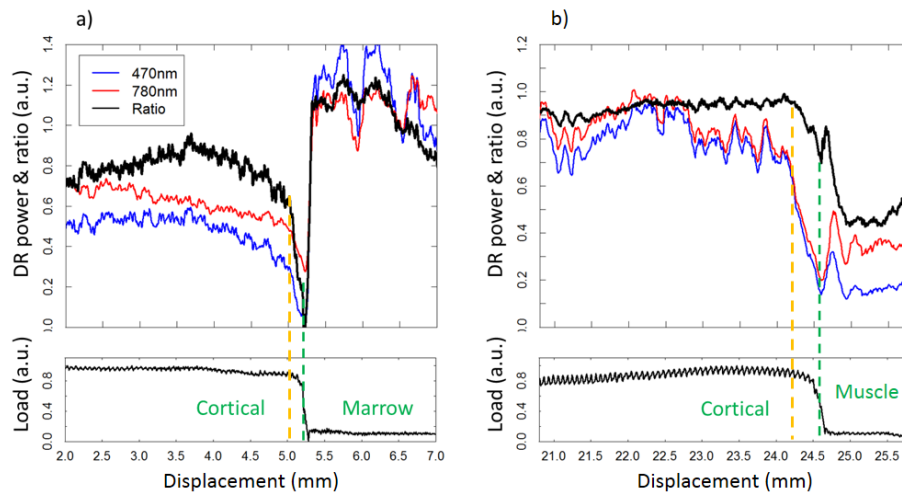 a)
b)
DR power & ratio (a.u.)
1.4
1.2
1.0
0.8
0.6
0.4
0.2
470nm
780nm
Ratio
DR power & ratio (a.u.)
1.2
1.0
0.8
0.6
0.4
0.2
Load (a.u.)
0.8
0.4
0.0
Cortical
Marrow
2.0 2.5 3.0 3.5 4.0 4.5 5.0 5.5 6.0 6.5 7.0
Displacement (mm)
Load (a.u.)
0.8
0.4
0.0
Cortical
Muscle
21.0 21.5 22.0 22.5 23.0 23.5 24.0 24.5 25.0 25.5
Displacement (mm)